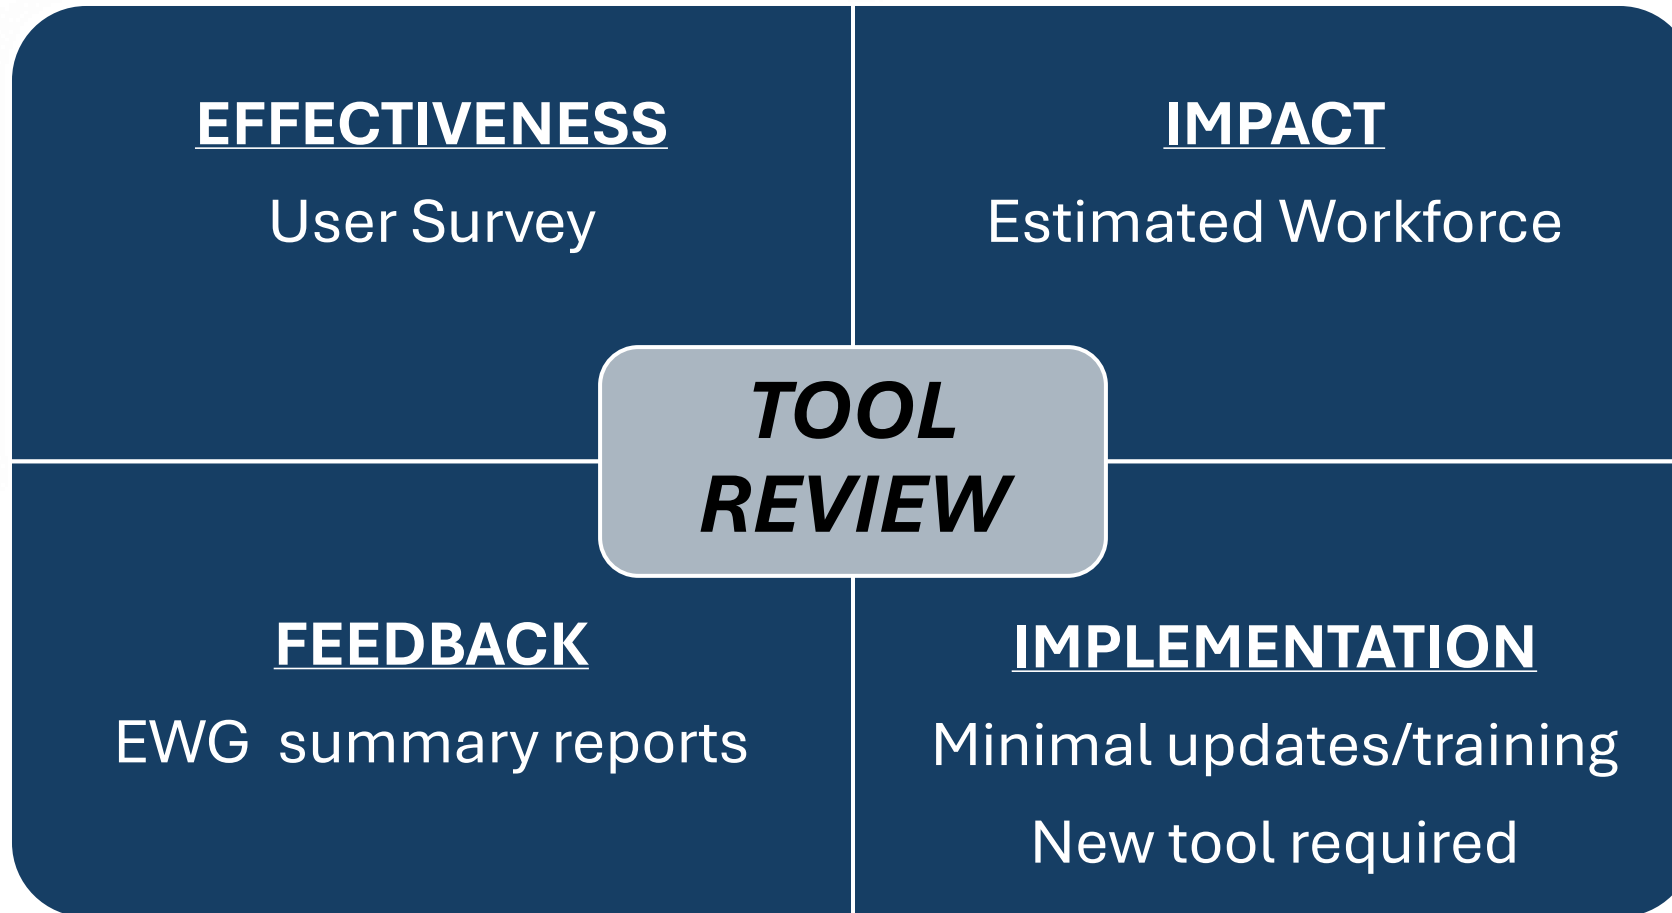 EFFECTIVENESS
User Survey
IMPACT
Estimated Workforce
TOOL
REVIEW
FEEDBACK
EWG  summary reports
IMPLEMENTATION
Minimal updates/training
New tool required